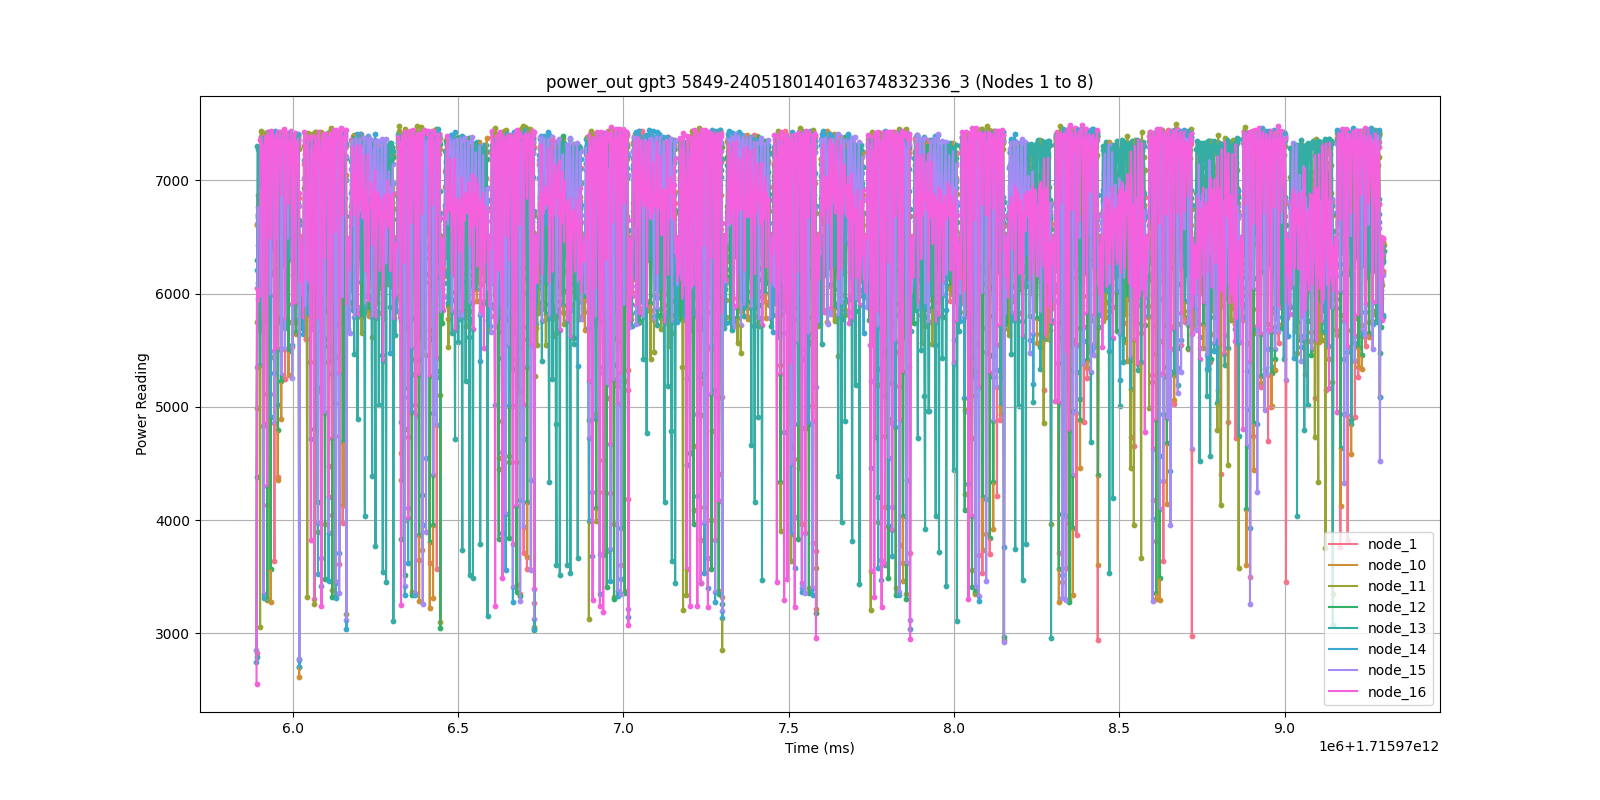 power_out gpt3 5849-240518014016374832336_3 (Nodes 1 to 8)
Power Reading
7000
6000
5000
4000
3000
node_1
node_10
node_11
node_12
node_13
node_14
node_15
node_16
6.0 6.5 7.0 7.5 8.0 8.5 9.0
Time (ms)
1e6+1.71597e12